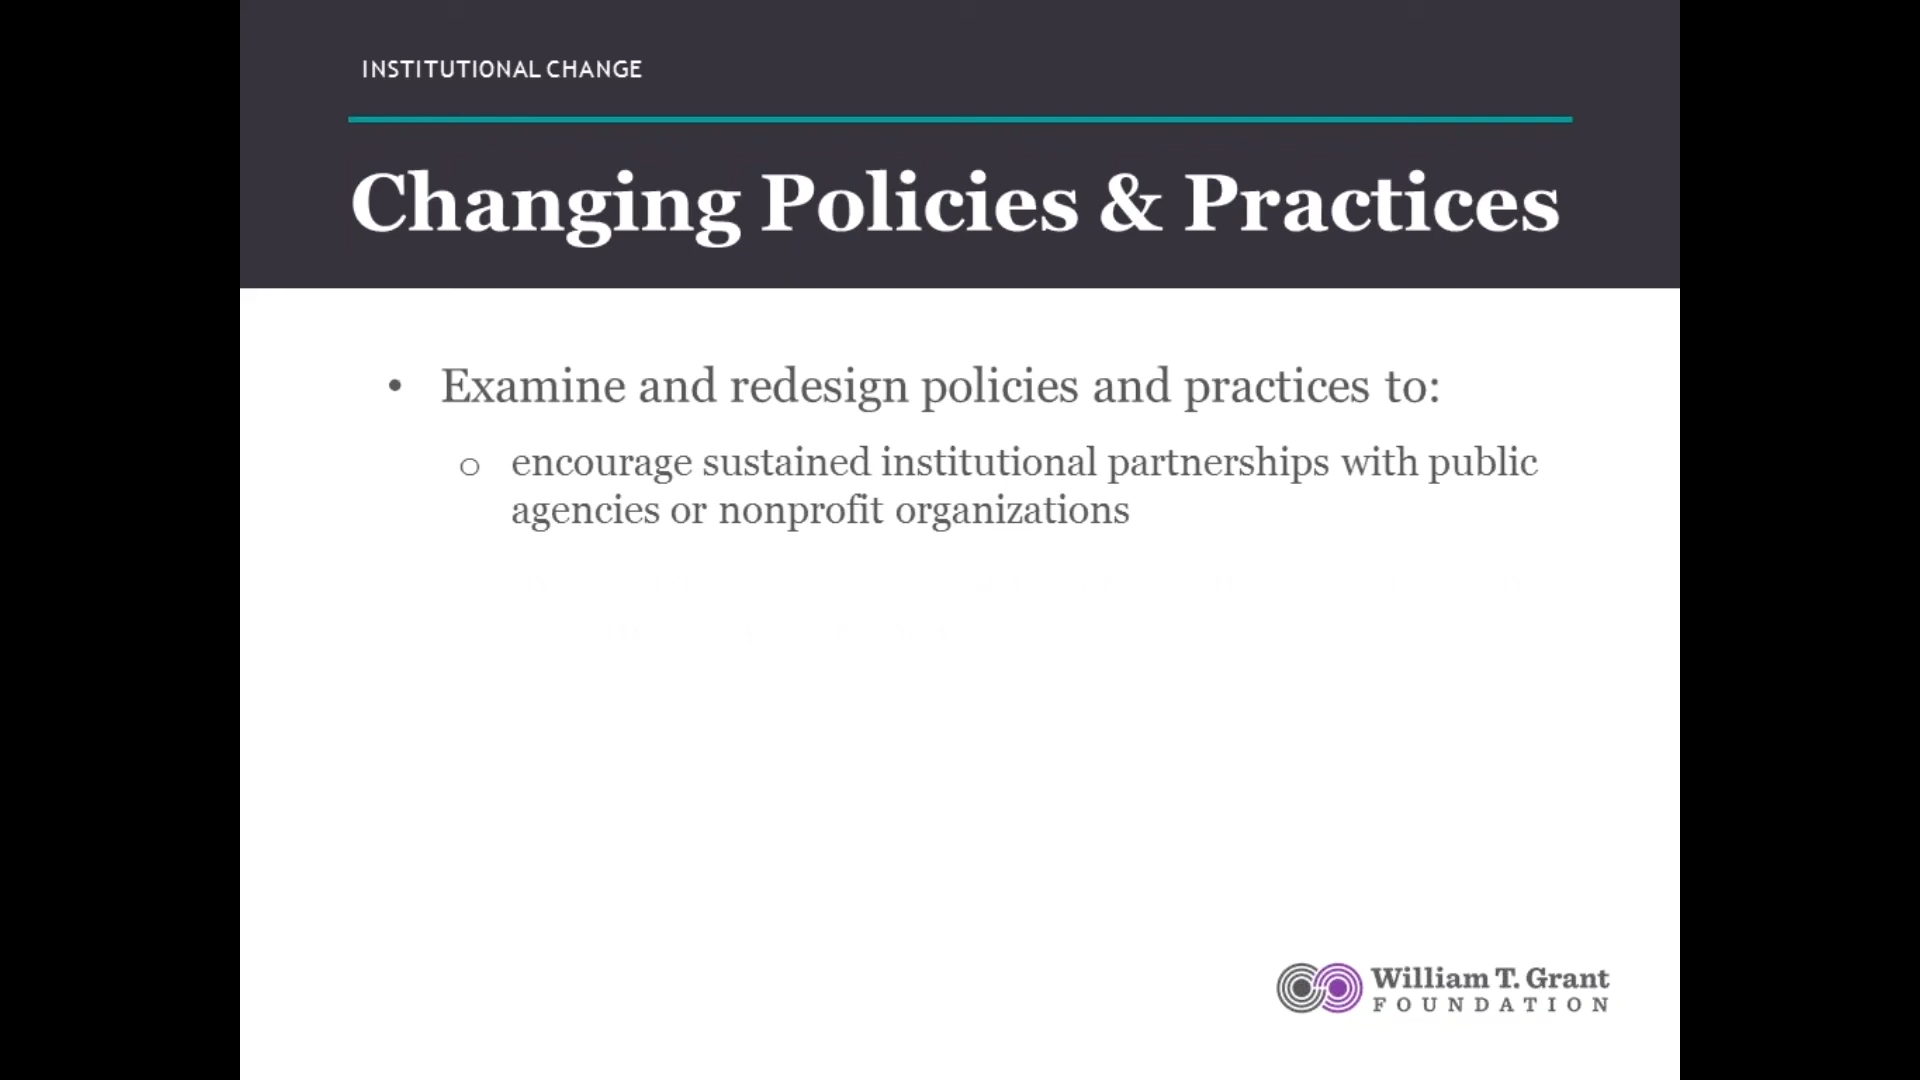 INSTITUTIONAL CHANGE
Changing Policies & Practices
• Examine and redesign policies and practices to:
o encourage sustained institutional partnerships with public
agencies or nonprofit organizations
William T. Grant
FOUNDATION